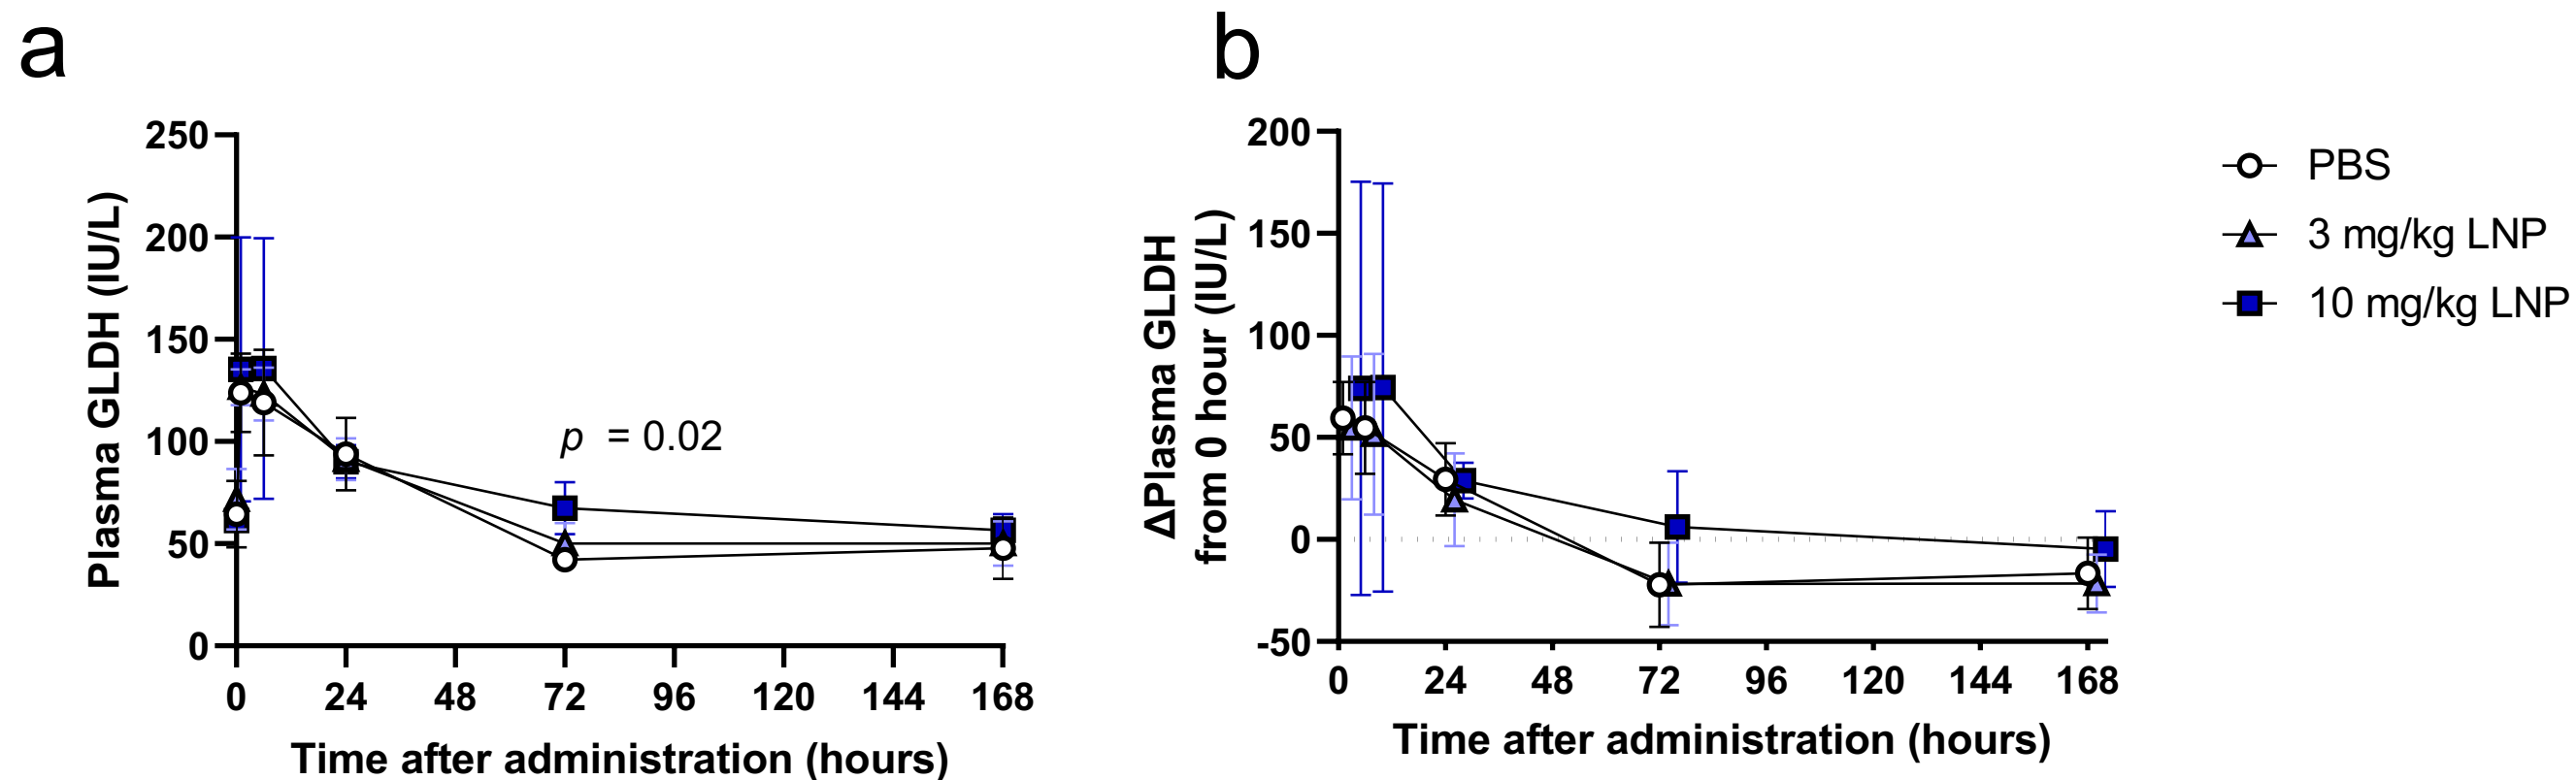 a
250
200
150
100
50
0
Plasma GLDH (IU/L)
p = 0.02
0 24 48 72 96 120 144 168
Time after administration (hours)
b
200
150
100
50
0
-50
ΔPlasma GLDH
from 0 hour (IU/L)
0 24 48 72 96 120 144 168
Time after administration (hours)
PBS
3 mg/kg LNP
10 mg/kg LNP